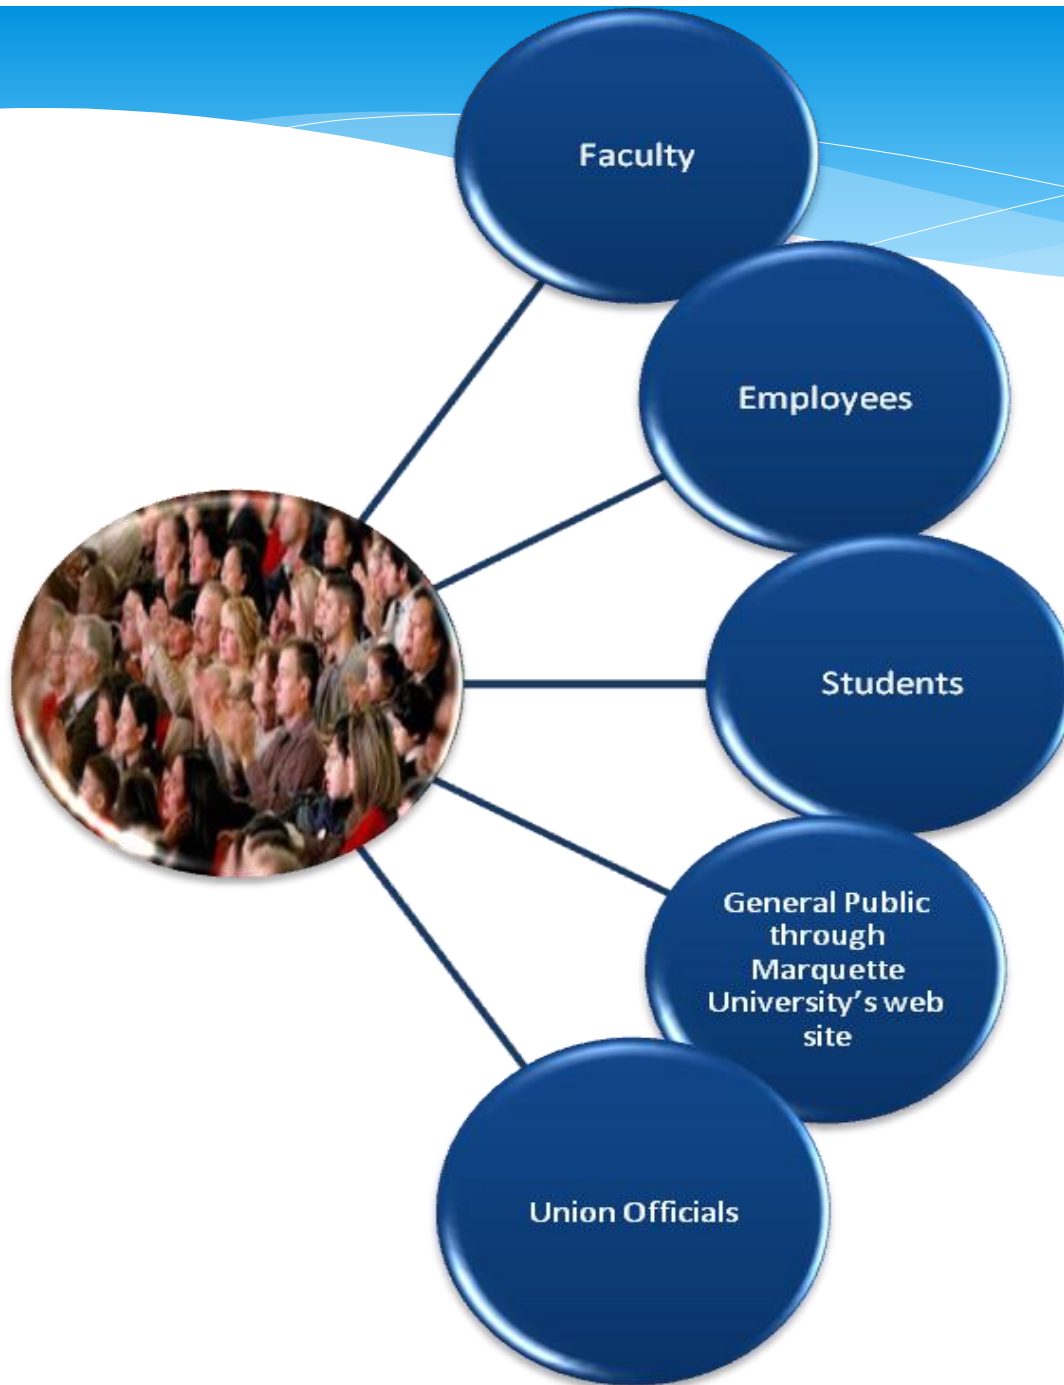 Faculty
Employees
Students
General Public
through
Marquette
University’s web
site
Union Officials